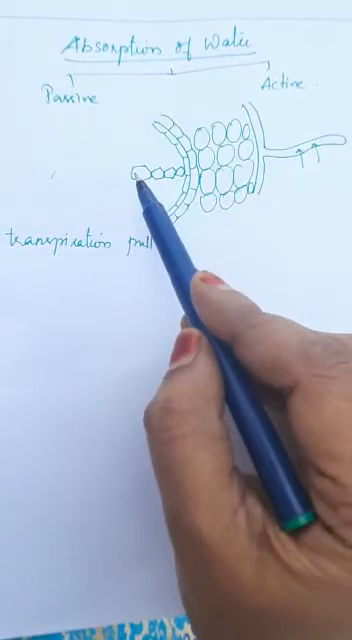 Absorption of Water
Passive
Active
transpiration pull